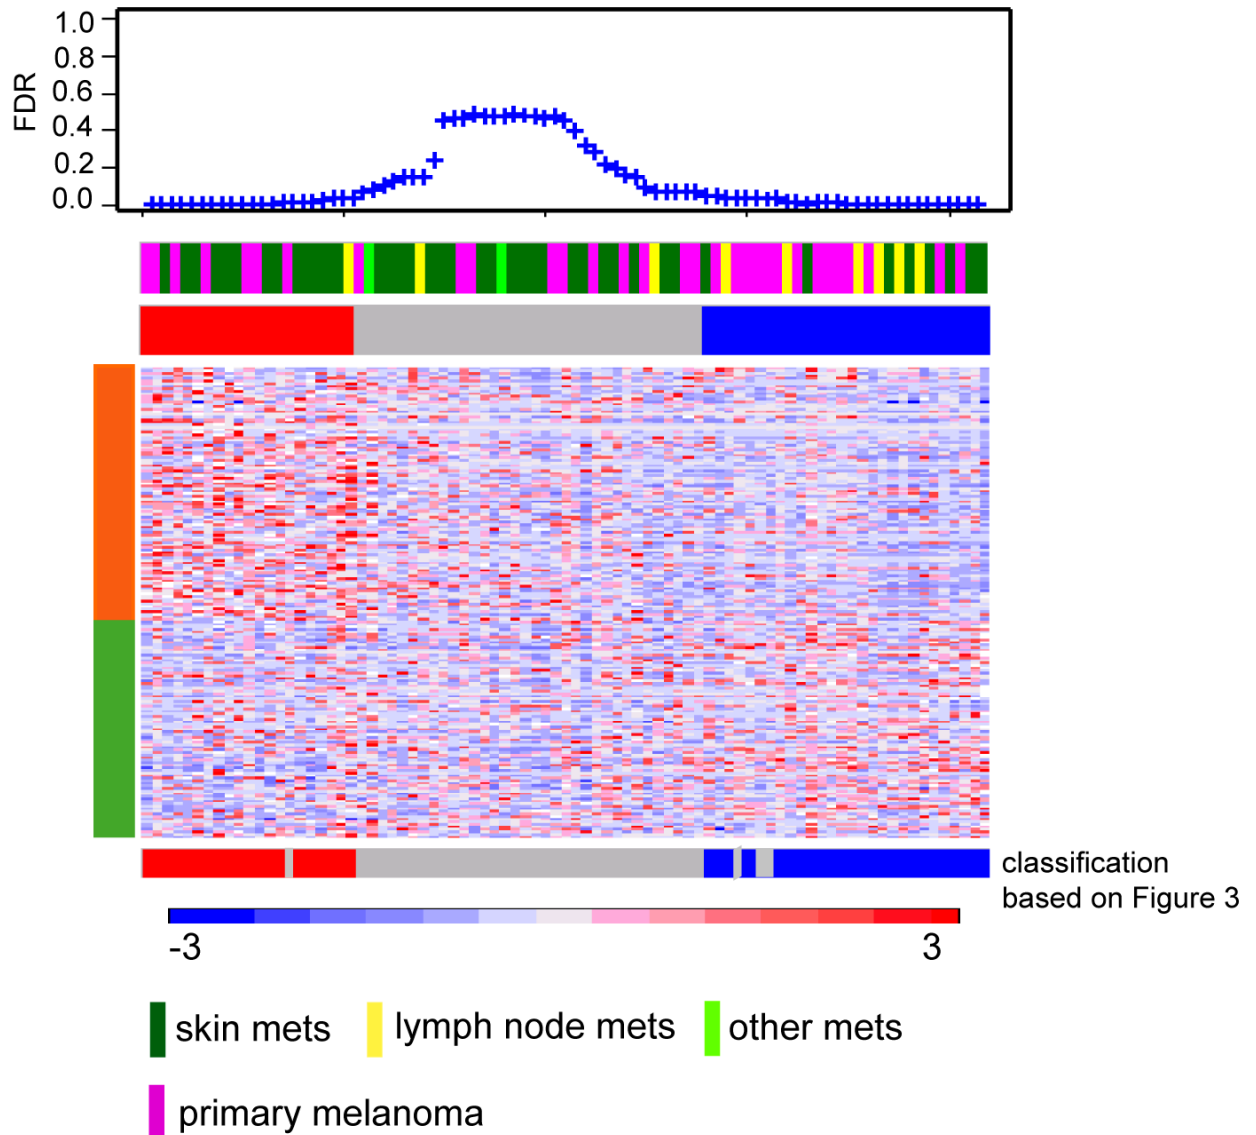 1.0
0.8
0.6
0.4
0.2
0.0
FDR
classification
based on Figure 3
-3 3
skin mets lymph node mets other mets
primary melanoma